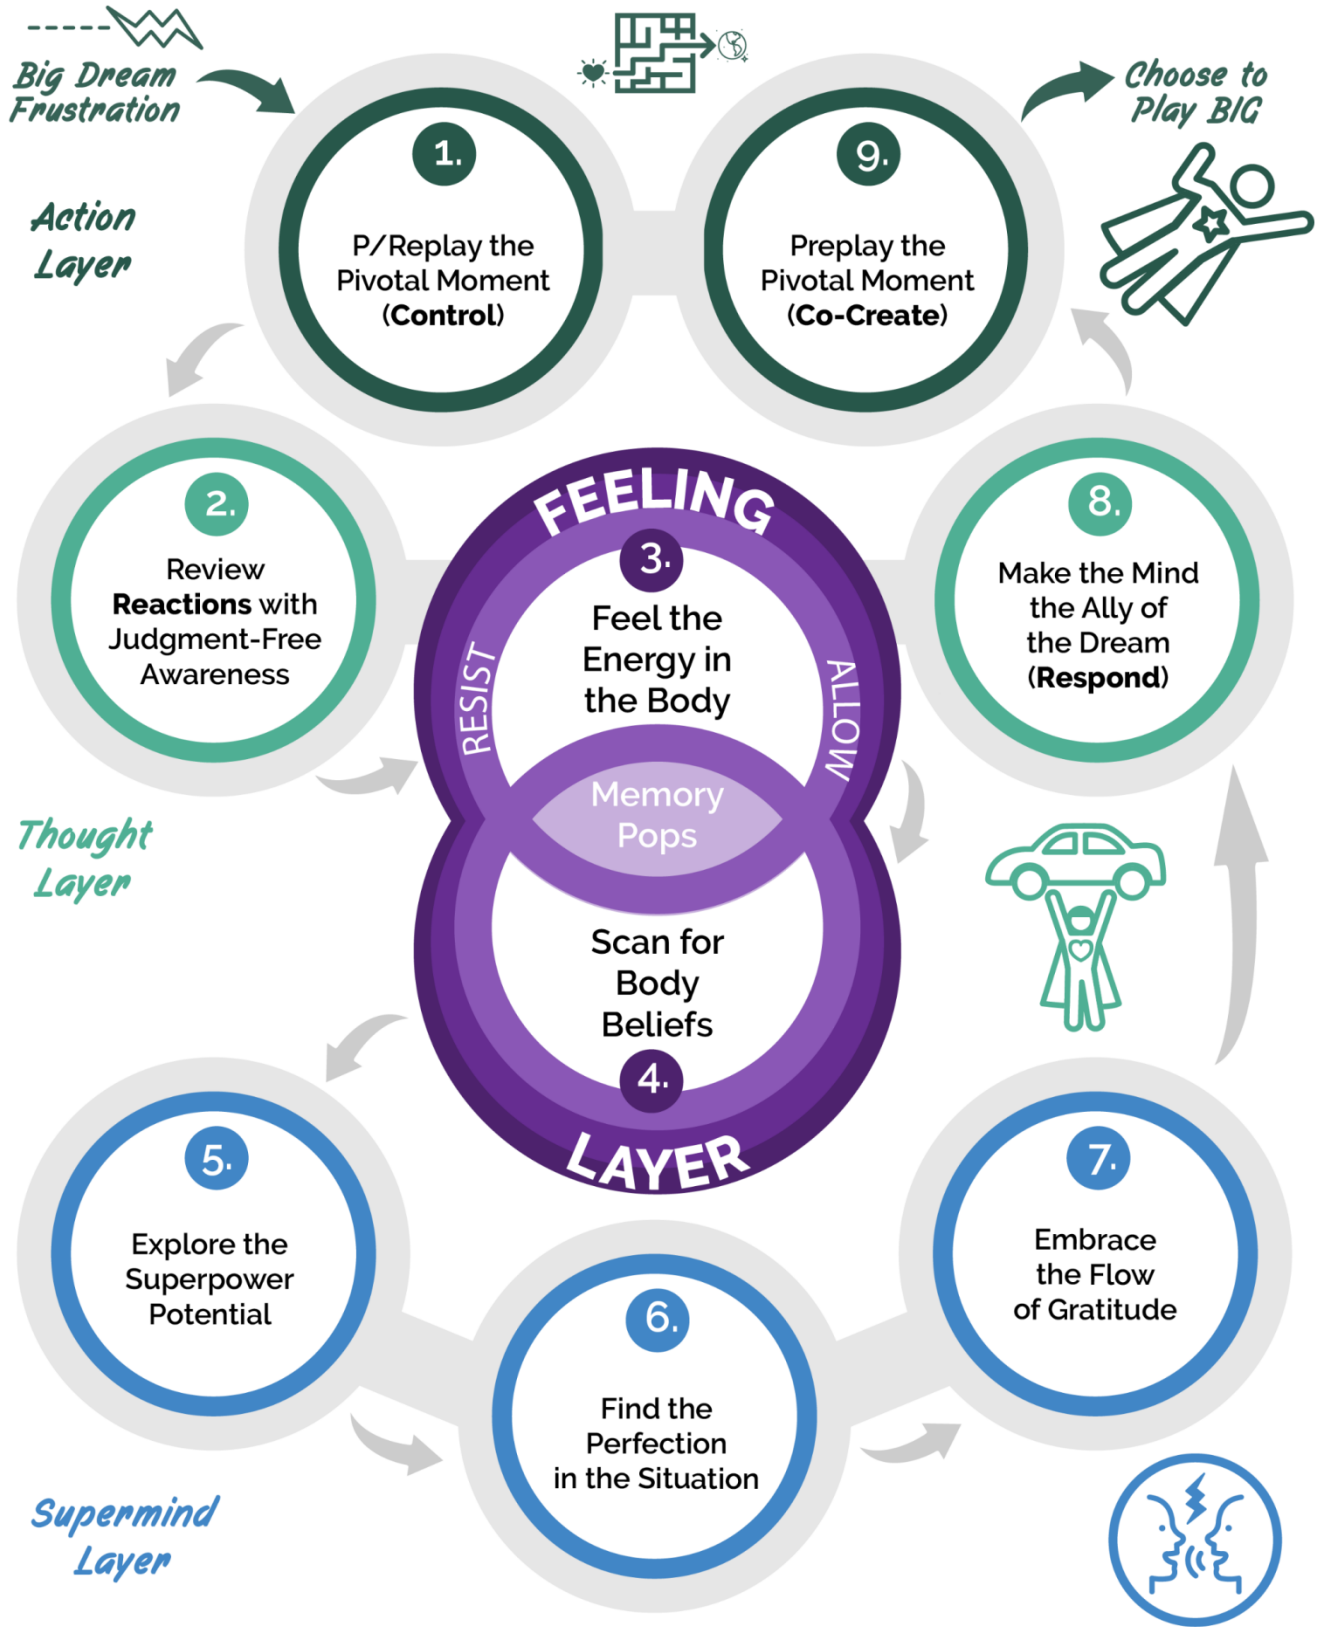 Big Dream
Frustration
Choose to
Play BIG
Action
Layer
1.
P/Replay the
Pivotal Moment
(Control)
9.
Preplay the
Pivotal Moment
(Co-Create)
2.
Review
Reactions with
Judgment-Free
Awareness
FEELING
3.
Feel the
Energy in
the Body
RESIST
ALLOW
Memory
Pops
Scan for
Body
Beliefs
4.
LAYER
8.
Make the Mind
the Ally of
the Dream
(Respond)
Thought
Layer
5.
Explore the
Superpower
Potential
6.
Find the
Perfection
in the Situation
7.
Embrace
the Flow
of Gratitude
Supermind
Layer